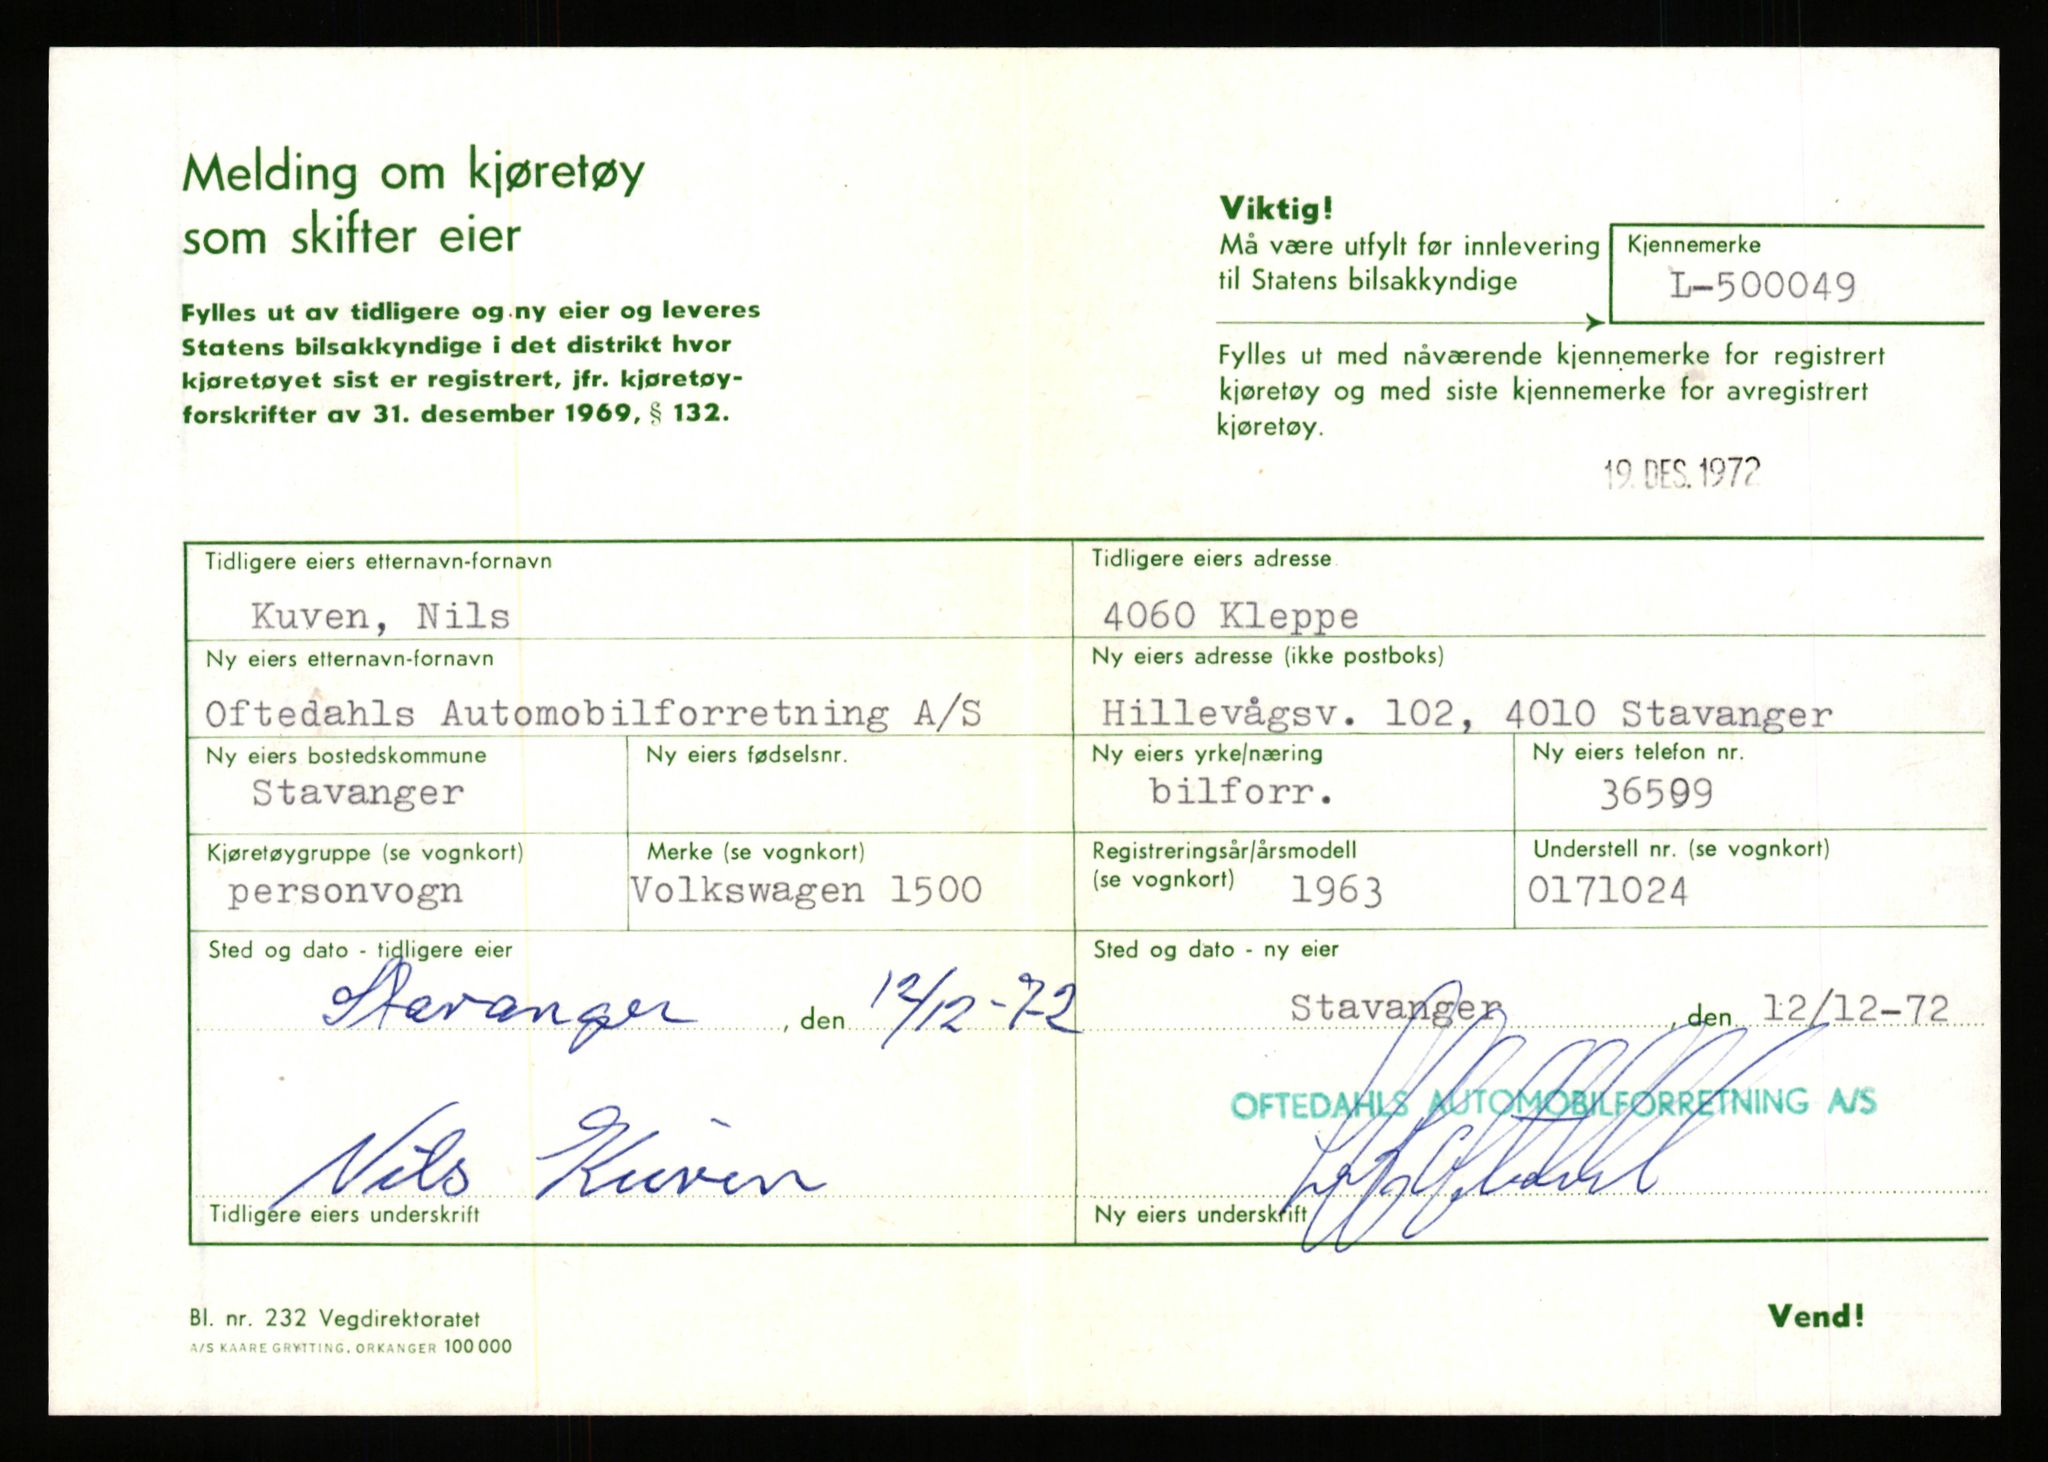 Melding om kjøretøy
som skifter eier
Fylles ut av tidligere og ny eier og leveres
Statens bilsakkyndige i det distrikt hvor
kjøretøyet sist er registrert, jfr. kjøretøy-
forskrifter av 31. desember 1969, § 132.
Viktig!
Må være utfylt før innlevering
til Statens bilsakkyndige
Kjennemerke
L-500049
Fylles ut med nåværende kjennemerke for registrert
kjøretøy og med siste kjennemerke for avregistrert
kjøretøy.
19. DES. 1972
Tidligere eiers etternavn-fornavn
Kuven, Nils
Tidligere eiers adresse
4060 Kleppe
Ny eiers etternavn-fornavn
Oftedahls Automobilforretning A/S
Ny eiers adresse (ikke postboks)
Hillevågsv. 102, 4010 Stavanger
Ny eiers bostedskommune
Stavanger
Ny eiers fødselsnr.
Ny eiers yrke/næring
bilforr.
Ny eiers telefon nr.
36599
Kjøretøygruppe (se vognkort)
personvogn
Merke (se vognkort)
Volkswagen 1500
Registreringsår/årsmodell
(se vognkort) 1963
Understell nr. (se vognkort)
0171024
Sted og dato - tidligere eier
Stavanger, den 12/12-72
Sted og dato - ny eier
Stavanger, den 12/12-72
OFTEDAHLS AUTOMOBILFORRETNING A/S
Nils Kuven
Tidligere eiers underskrift
Ny eiers underskrift
Bl. nr. 232 Vegdirektoratet
A/S KAARE GRYTTING, ORKANGER 100 000
Vend!